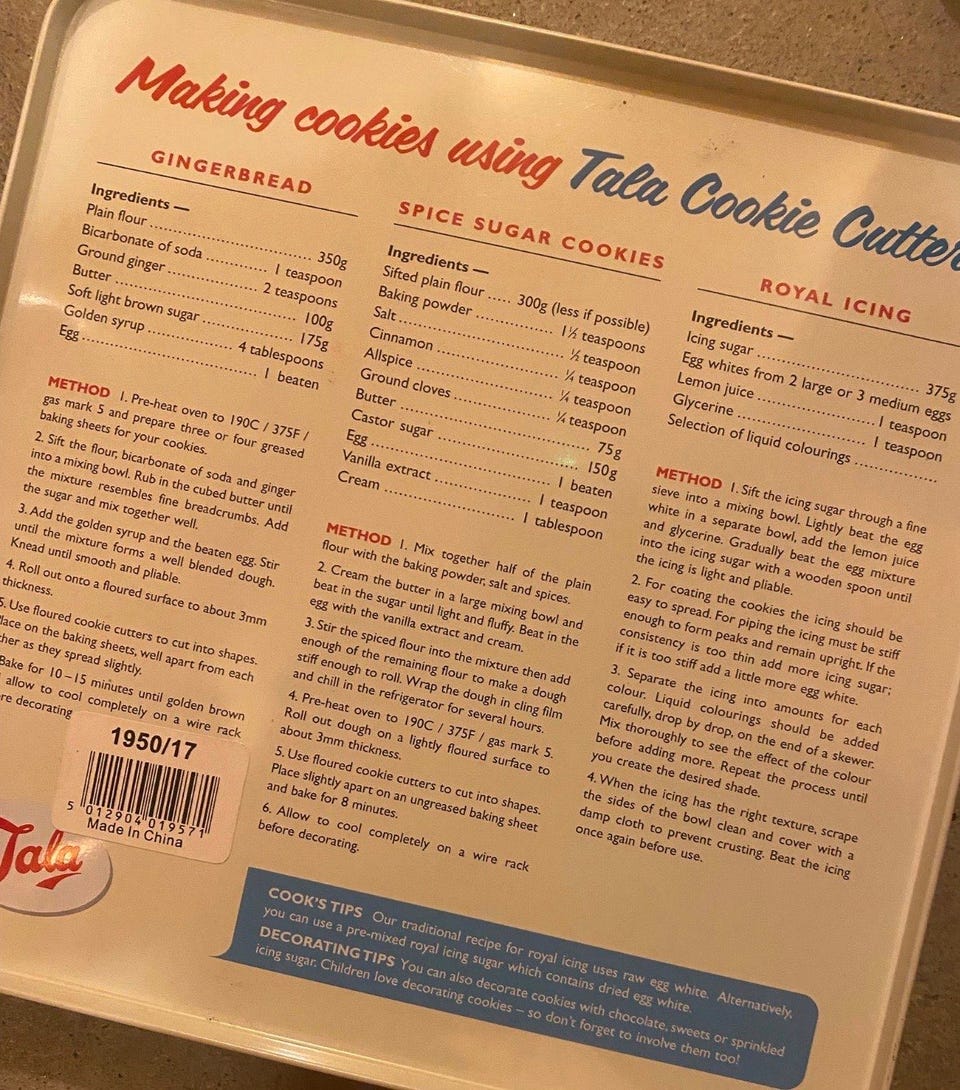 Making cookies using Tala Cookie Cutter
GINGERBREAD
Ingredients —
Plain flour ........................ 350g
Bicarbonate of soda ............ 1 teaspoon
Ground ginger .................. 2 teaspoons
Butter ........................ 100g
Soft light brown sugar ............ 175g
Golden syrup .............. 4 tablespoons
Egg ........................ 1 beaten
METHOD 1. Pre-heat oven to 190C / 375F /
gas mark 5 and prepare three or four greased
baking sheets for your cookies.
2. Sift the flour, bicarbonate of soda and ginger
into a mixing bowl. Rub in the cubed butter until
the mixture resembles fine breadcrumbs. Add
the sugar and mix together well.
3. Add the golden syrup and the beaten egg. Stir
until the mixture forms a well blended dough.
Knead until smooth and pliable.
4. Roll out onto a floured surface to about 3mm
thickness.
5. Use floured cookie cutters to cut into shapes.
lace on the baking sheets, well apart from each
ther as they spread slightly.
Bake for 10–15 minutes until golden brown
allow to cool completely on a wire rack
re decorating
1950/17
5 012904 019571
Made In China
Tala
SPICE SUGAR COOKIES
Ingredients —
Sifted plain flour ..... 300g (less if possible)
Baking powder ................ 1½ teaspoons
Salt ........................ ½ teaspoon
Cinnamon .................... ¼ teaspoon
Allspice ...................... ¼ teaspoon
Ground cloves ................ ¼ teaspoon
Butter ........................ 75g
Castor sugar .................... 150g
Egg ........................ 1 beaten
Vanilla extract ................ 1 teaspoon
Cream ...................... 1 tablespoon
METHOD 1. Mix together half of the plain
flour with the baking powder, salt and spices.
2. Cream the butter in a large mixing bowl and
beat in the sugar until light and fluffy. Beat in the
egg with the vanilla extract and cream.
3. Stir the spiced flour into the mixture then add
enough of the remaining flour to make a dough
stiff enough to roll. Wrap the dough in cling film
and chill in the refrigerator for several hours.
4. Pre-heat oven to 190C / 375F / gas mark 5.
Roll out dough on a lightly floured surface to
about 3mm thickness.
5. Use floured cookie cutters to cut into shapes.
Place slightly apart on an ungreased baking sheet
and bake for 8 minutes.
6. Allow to cool completely on a wire rack
before decorating.
ROYAL ICING
Ingredients —
Icing sugar ........................ 375g
Egg whites from 2 large or 3 medium eggs
Lemon juice .................. 1 teaspoon
Glycerine .................... 1 teaspoon
Selection of liquid colourings ..............
METHOD 1. Sift the icing sugar through a fine
sieve into a mixing bowl. Lightly beat the egg
white in a separate bowl, add the lemon juice
and glycerine. Gradually beat the egg mixture
into the icing sugar with a wooden spoon until
the icing is light and pliable.
2. For coating the cookies the icing should be
easy to spread. For piping the icing must be stiff
enough to form peaks and remain upright. If the
consistency is too thin add more icing sugar;
if it is too stiff add a little more egg white.
3. Separate the icing into amounts for each
colour. Liquid colourings should be added
carefully, drop by drop, on the end of a skewer.
Mix thoroughly to see the effect of the colour
before adding more. Repeat the process until
you create the desired shade.
4. When the icing has the right texture, scrape
the sides of the bowl clean and cover with a
damp cloth to prevent crusting. Beat the icing
once again before use.
COOK'S TIPS Our traditional recipe for royal icing uses raw egg white. Alternatively,
you can use a pre-mixed royal icing sugar which contains dried egg white.
DECORATING TIPS You can also decorate cookies with chocolate, sweets or sprinkled
icing sugar. Children love decorating cookies – so don't forget to involve them too!